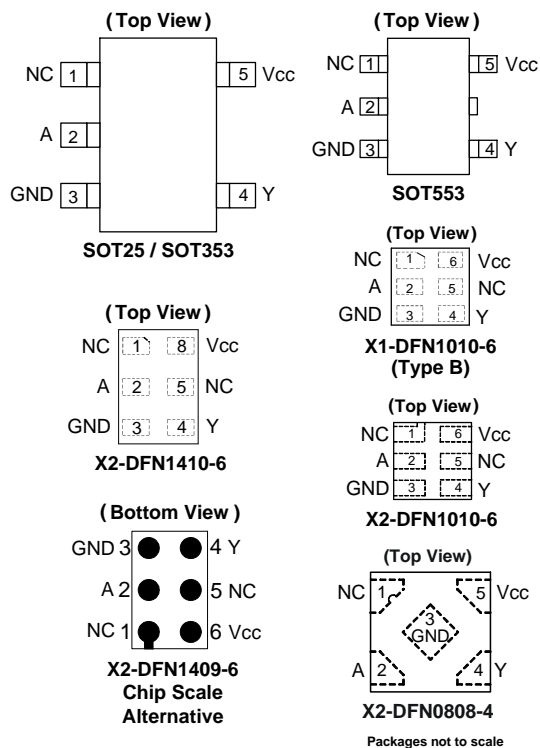 (Top View)
NC 1 5 Vcc
A 2
GND 3 4 Y
SOT25 / SOT353
(Top View)
NC 1 5 Vcc
A 2
GND 3 4 Y
SOT553
(Top View)
NC 1 6 Vcc
A 2 5 NC
GND 3 4 Y
X1-DFN1010-6
(Type B)
(Top View)
NC 1 8 Vcc
A 2 5 NC
GND 3 4 Y
X2-DFN1410-6
(Top View)
NC 1 6 Vcc
A 2 5 NC
GND 3 4 Y
X2-DFN1010-6
(Bottom View)
GND 3 4 Y
A 2 5 NC
NC 1 6 Vcc
X2-DFN1409-6
Chip Scale
Alternative
(Top View)
NC 1 5 Vcc
3
GND
A 2 4 Y
X2-DFN0808-4
Packages not to scale